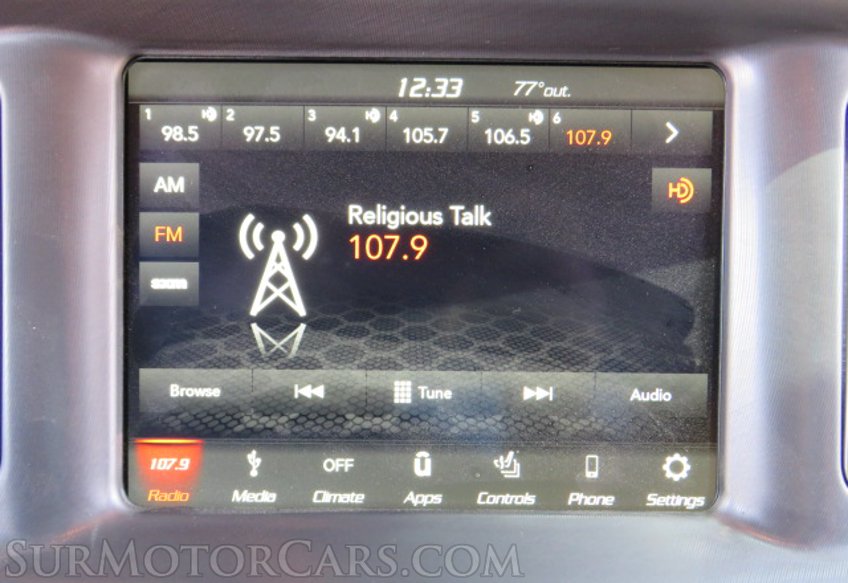 12:33 77°out.
1 2 3 4 5 6
98.5 97.5 94.1 105.7 106.5 107.9
AM
HD
Religious Talk
FM
107.9
sxm
Browse Tune Audio
107.9 OFF u
Radio Media Climate Apps Controls Phone Settings
SurMotorCars.com